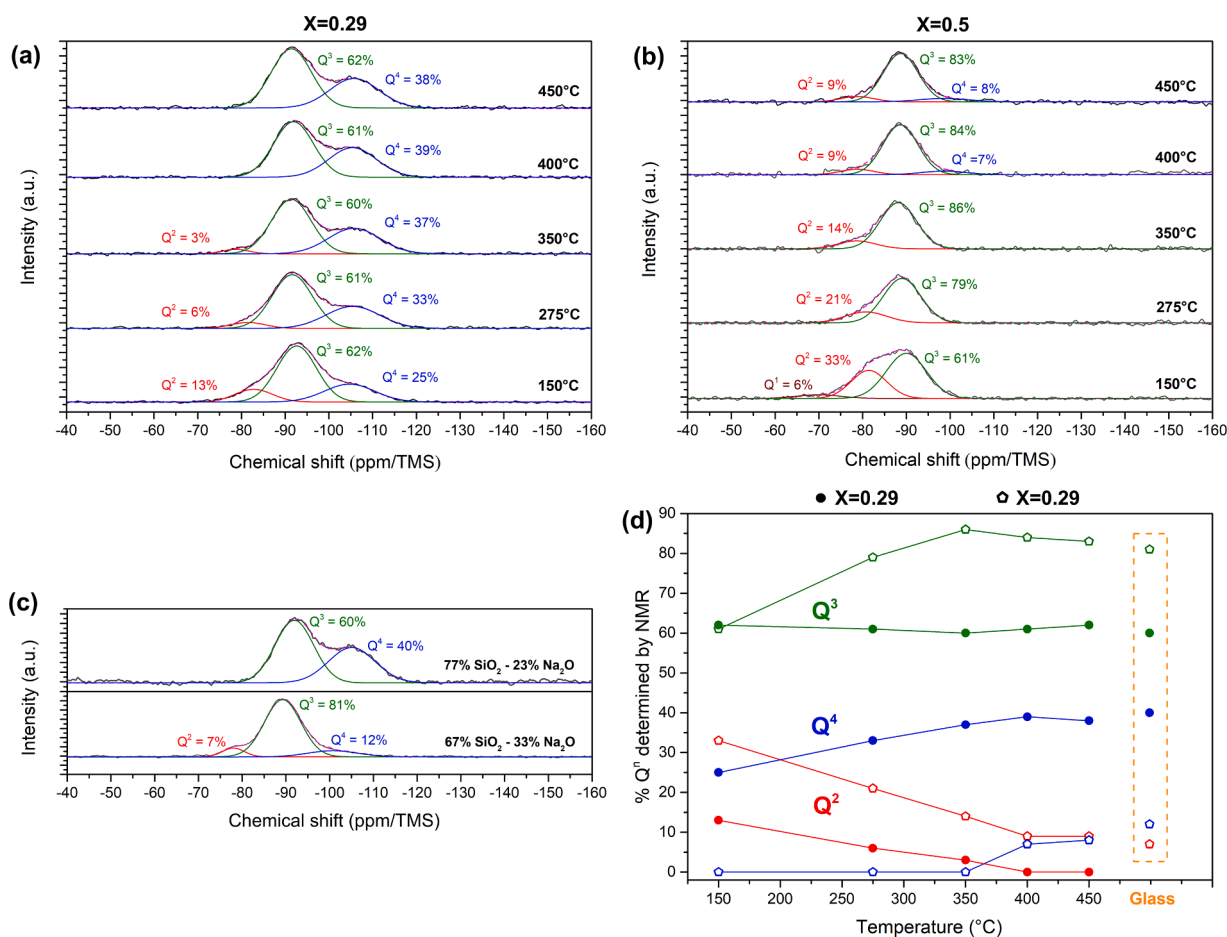 (a)
X=0.29
Intensity (a.u.)
Q³ = 62%
Q⁴ = 38%
450°C
Q³ = 61%
Q⁴ = 39%
400°C
Q² = 3%
Q³ = 60%
Q⁴ = 37%
350°C
Q² = 6%
Q³ = 61%
Q⁴ = 33%
275°C
Q² = 13%
Q³ = 62%
Q⁴ = 25%
150°C
-40 -50 -60 -70 -80 -90 -100 -110 -120 -130 -140 -150 -160
Chemical shift (ppm/TMS)
(b)
X=0.5
Intensity (a.u.)
Q² = 9%
Q³ = 83%
Q⁴ = 8%
450°C
Q² = 9%
Q³ = 84%
Q⁴ =7%
400°C
Q² = 14%
Q³ = 86%
350°C
Q² = 21%
Q³ = 79%
275°C
Q¹ = 6%
Q² = 33%
Q³ = 61%
150°C
-40 -50 -60 -70 -80 -90 -100 -110 -120 -130 -140 -150 -160
Chemical shift (ppm/TMS)
(c)
Intensity (a.u.)
Q³ = 60%
Q⁴ = 40%
77% SiO₂ - 23% Na₂O
Q² = 7%
Q³ = 81%
Q⁴ = 12%
67% SiO₂ - 33% Na₂O
-40 -50 -60 -70 -80 -90 -100 -110 -120 -130 -140 -150 -160
Chemical shift (ppm/TMS)
X=0.29 X=0.29
(d)
% Qⁿ determined by NMR
90
80
70
60
50
40
30
20
10
0
Q³
Q⁴
Q²
150 200 250 300 350 400 450 Glass
Temperature (°C)